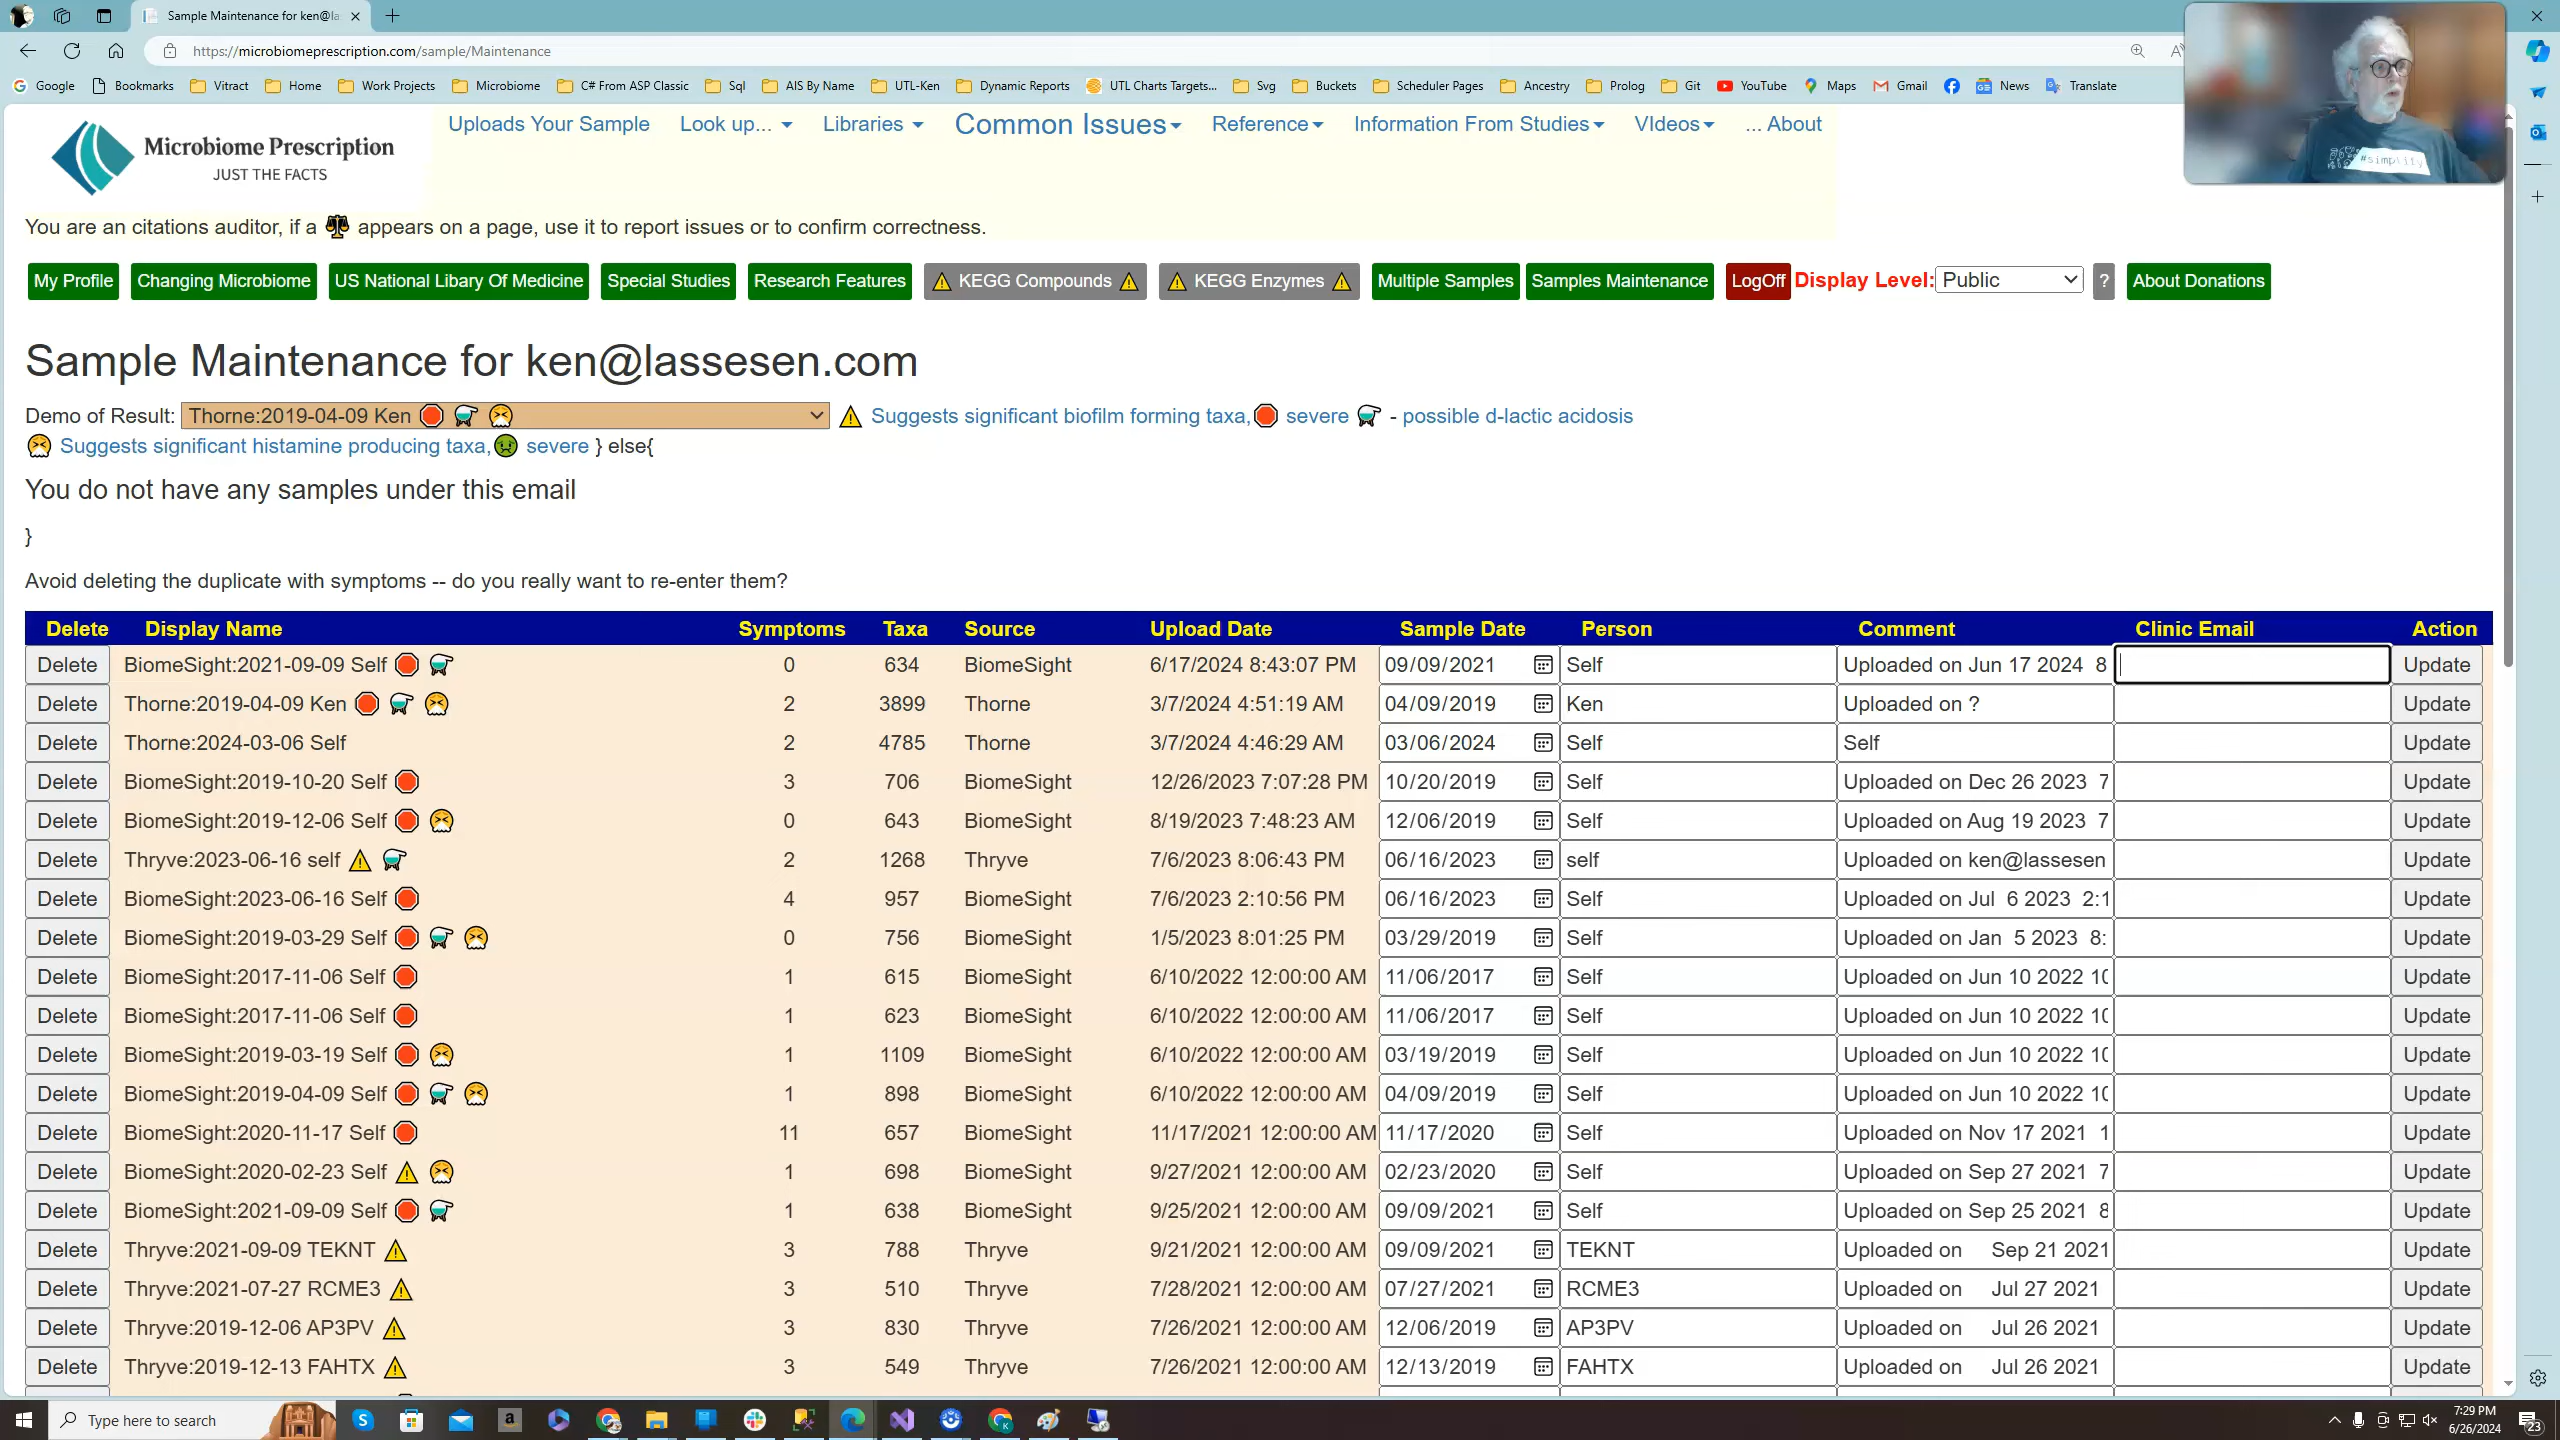 Sample Maintenance for ken@la
https://microbiomeprescription.com/sample/Maintenance
Google Bookmarks Vitract Home Work Projects Microbiome C# From ASP Classic Sql AIS By Name UTL-Ken Dynamic Reports UTL Charts Targets... Svg Buckets Scheduler Pages Ancestry Prolog Git YouTube Maps Gmail News Translate
#simplify
Uploads Your Sample Look up... Libraries Common Issues Reference Information From Studies VIdeos ... About
Microbiome Prescription
JUST THE FACTS
You are an citations auditor, if a appears on a page, use it to report issues or to confirm correctness.
My Profile Changing Microbiome US National Libary Of Medicine Special Studies Research Features KEGG Compounds KEGG Enzymes Multiple Samples Samples Maintenance LogOff Display Level: Public ? About Donations
Sample Maintenance for ken@lassesen.com
Demo of Result: Thorne:2019-04-09 Ken Suggests significant biofilm forming taxa, severe - possible d-lactic acidosis
Suggests significant histamine producing taxa, severe } else{
You do not have any samples under this email
}
Avoid deleting the duplicate with symptoms -- do you really want to re-enter them?
Delete Display Name Symptoms Taxa Source Upload Date Sample Date Person Comment Clinic Email Action
Delete BiomeSight:2021-09-09 Self 0 634 BiomeSight 6/17/2024 8:43:07 PM 09/09/2021 Self Uploaded on Jun 17 2024 8 Update
Delete Thorne:2019-04-09 Ken 2 3899 Thorne 3/7/2024 4:51:19 AM 04/09/2019 Ken Uploaded on ? Update
Delete Thorne:2024-03-06 Self 2 4785 Thorne 3/7/2024 4:46:29 AM 03/06/2024 Self Self Update
Delete BiomeSight:2019-10-20 Self 3 706 BiomeSight 12/26/2023 7:07:28 PM 10/20/2019 Self Uploaded on Dec 26 2023 7 Update
Delete BiomeSight:2019-12-06 Self 0 643 BiomeSight 8/19/2023 7:48:23 AM 12/06/2019 Self Uploaded on Aug 19 2023 7 Update
Delete Thryve:2023-06-16 self 2 1268 Thryve 7/6/2023 8:06:43 PM 06/16/2023 self Uploaded on ken@lassesen Update
Delete BiomeSight:2023-06-16 Self 4 957 BiomeSight 7/6/2023 2:10:56 PM 06/16/2023 Self Uploaded on Jul 6 2023 2:1 Update
Delete BiomeSight:2019-03-29 Self 0 756 BiomeSight 1/5/2023 8:01:25 PM 03/29/2019 Self Uploaded on Jan 5 2023 8: Update
Delete BiomeSight:2017-11-06 Self 1 615 BiomeSight 6/10/2022 12:00:00 AM 11/06/2017 Self Uploaded on Jun 10 2022 10 Update
Delete BiomeSight:2017-11-06 Self 1 623 BiomeSight 6/10/2022 12:00:00 AM 11/06/2017 Self Uploaded on Jun 10 2022 10 Update
Delete BiomeSight:2019-03-19 Self 1 1109 BiomeSight 6/10/2022 12:00:00 AM 03/19/2019 Self Uploaded on Jun 10 2022 10 Update
Delete BiomeSight:2019-04-09 Self 1 898 BiomeSight 6/10/2022 12:00:00 AM 04/09/2019 Self Uploaded on Jun 10 2022 10 Update
Delete BiomeSight:2020-11-17 Self 11 657 BiomeSight 11/17/2021 12:00:00 AM 11/17/2020 Self Uploaded on Nov 17 2021 1 Update
Delete BiomeSight:2020-02-23 Self 1 698 BiomeSight 9/27/2021 12:00:00 AM 02/23/2020 Self Uploaded on Sep 27 2021 7 Update
Delete BiomeSight:2021-09-09 Self 1 638 BiomeSight 9/25/2021 12:00:00 AM 09/09/2021 Self Uploaded on Sep 25 2021 8 Update
Delete Thryve:2021-09-09 TEKNT 3 788 Thryve 9/21/2021 12:00:00 AM 09/09/2021 TEKNT Uploaded on Sep 21 2021 Update
Delete Thryve:2021-07-27 RCME3 3 510 Thryve 7/28/2021 12:00:00 AM 07/27/2021 RCME3 Uploaded on Jul 27 2021 Update
Delete Thryve:2019-12-06 AP3PV 3 830 Thryve 7/26/2021 12:00:00 AM 12/06/2019 AP3PV Uploaded on Jul 26 2021 Update
Delete Thryve:2019-12-13 FAHTX 3 549 Thryve 7/26/2021 12:00:00 AM 12/13/2019 FAHTX Uploaded on Jul 26 2021 Update
Type here to search
7:29 PM
6/26/2024
23